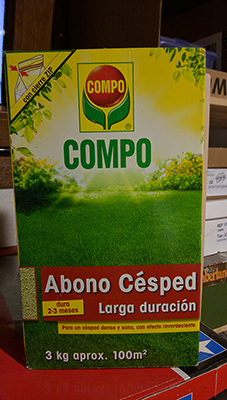 con cierre ZIP
COMPO
®
COMPO
Abono Césped
dura
2-3 meses
Larga duración
Para un césped denso y sano, con efecto reverdeciente
3 kg aprox. 100m²